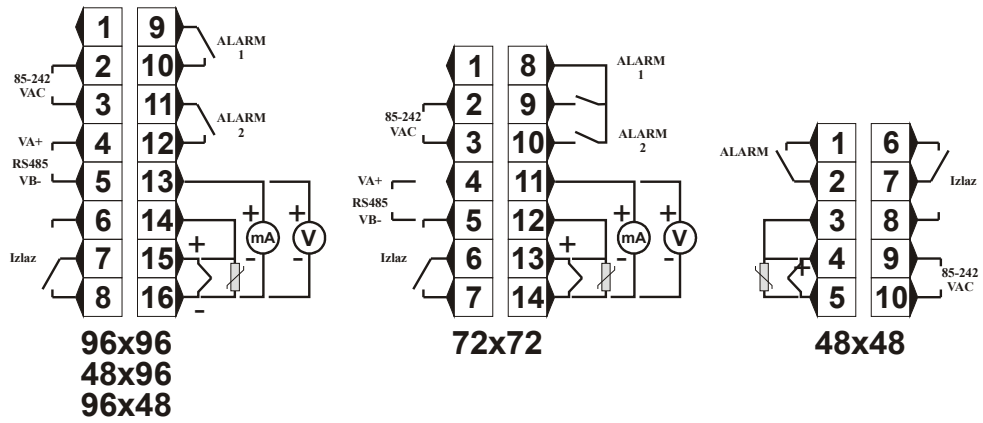 1 9
ALARM
1
2 10
85-242
VAC
3 11
ALARM
2
VA+ 4 12
RS485
VB- 5 13
6 14
+ + +
mA V
- -
Izlaz 7 15
8 16
-
96x96
48x96
96x48
1 8
ALARM
1
2 9
85-242
VAC
3 10
ALARM
2
VA+ 4 11
RS485
VB- 5 12
+ + +
mA V
- -
Izlaz 6 13
7 14
72x72
1 6
ALARM
2 7
Izlaz
3 8
+ 4 9
85-242
VAC
5 10
48x48